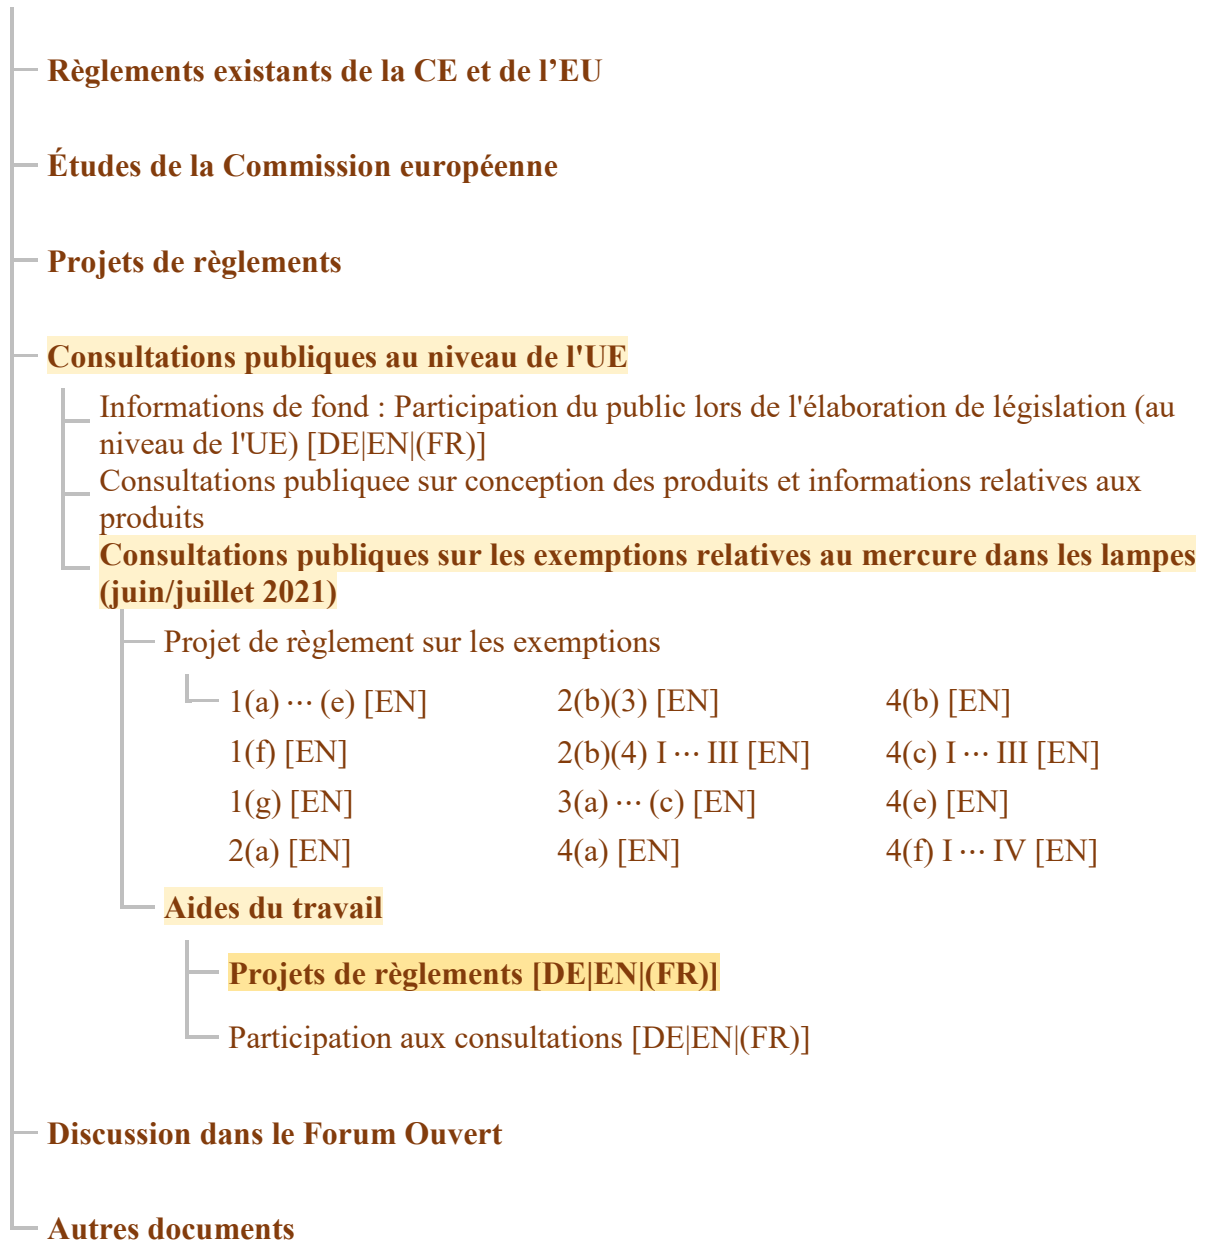 Règlements existants de la CE et de l’EU
Études de la Commission européenne
Projets de règlements
Consultations publiques au niveau de l'UE
Informations de fond : Participation du public lors de l'élaboration de législation (au
niveau de l'UE) [DE|EN|(FR)]
Consultations publiquee sur conception des produits et informations relatives aux
produits
Consultations publiques sur les exemptions relatives au mercure dans les lampes
(juin/juillet 2021)
Projet de règlement sur les exemptions
1(a) ··· (e) [EN] 2(b)(3) [EN] 4(b) [EN]
1(f) [EN] 2(b)(4) I ··· III [EN] 4(c) I ··· III [EN]
1(g) [EN] 3(a) ··· (c) [EN] 4(e) [EN]
2(a) [EN] 4(a) [EN] 4(f) I ··· IV [EN]
Aides du travail
Projets de règlements [DE|EN|(FR)]
Participation aux consultations [DE|EN|(FR)]
Discussion dans le Forum Ouvert
Autres documents